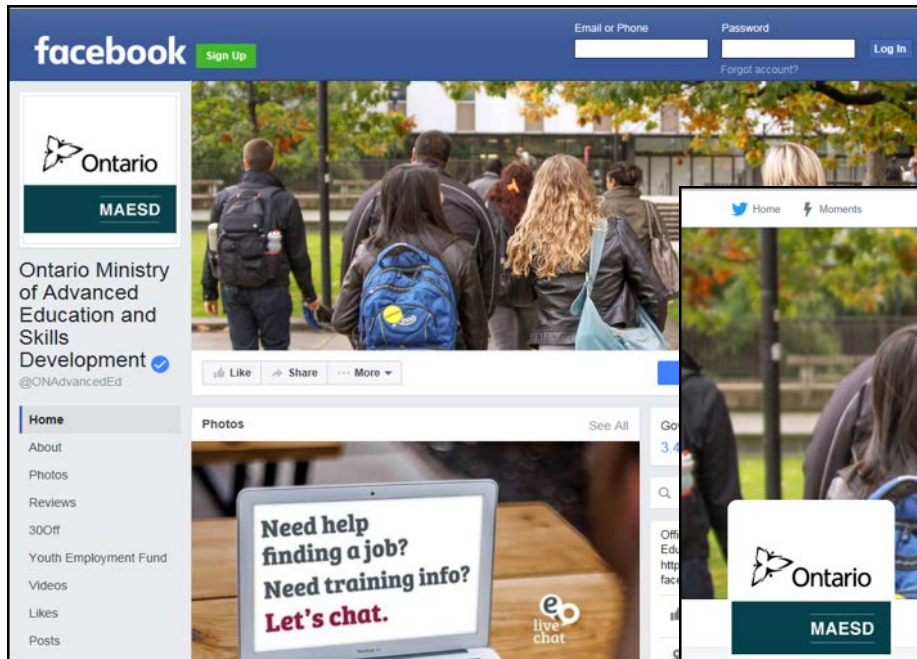 facebook
Sign Up
Email or Phone
Password
Log In
Forgot account?
Ontario
MAESD
Ontario Ministry
of Advanced
Education and
Skills
Development
@ONAdvancedEd
Home
About
Photos
Reviews
30Off
Youth Employment Fund
Videos
Likes
Posts
Like
Share
More
Photos
See All
Need help
finding a job?
Need training info?
Let's chat.
e
live
chat
3.4
Home
Moments
Ontario
MAESD